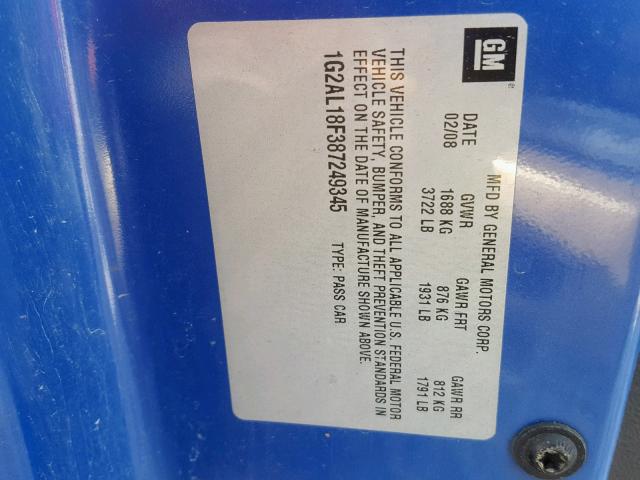 GM
MFD BY GENERAL MOTORS CORP.
DATE GVWR GAWR FRT GAWR RR
02/08 1688 KG 876 KG 812 KG
3722 LB 1931 LB 1791 LB
THIS VEHICLE CONFORMS TO ALL APPLICABLE U.S. FEDERAL MOTOR
VEHICLE SAFETY, BUMPER, AND THEFT PREVENTION STANDARDS IN
EFFECT ON THE DATE OF MANUFACTURE SHOWN ABOVE.
1G2AL18F387249345 TYPE: PASS CAR